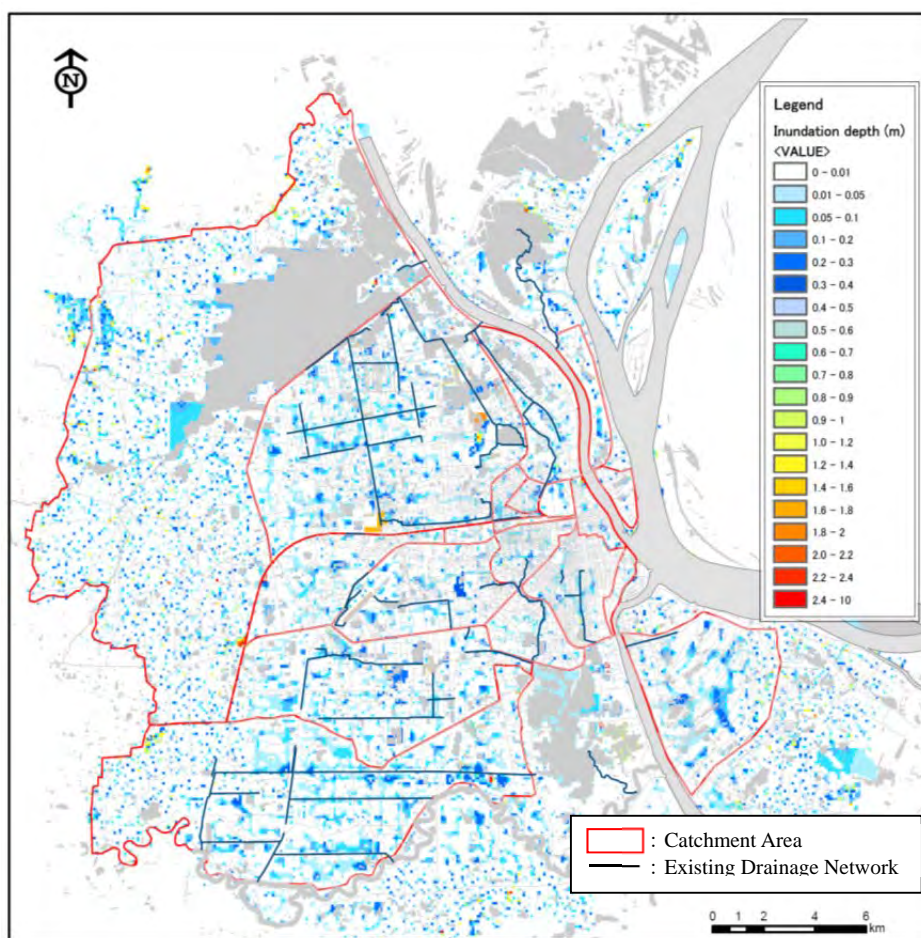 N
Legend
Inundation depth (m)
<VALUE>
0 - 0.01
0.01 - 0.05
0.05 - 0.1
0.1 - 0.2
0.2 - 0.3
0.3 - 0.4
0.4 - 0.5
0.5 - 0.6
0.6 - 0.7
0.7 - 0.8
0.8 - 0.9
0.9 - 1
1.0 - 1.2
1.2 - 1.4
1.4 - 1.6
1.6 - 1.8
1.8 - 2
2.0 - 2.2
2.2 - 2.4
2.4 - 10
: Catchment Area
: Existing Drainage Network
0 1 2 4 6
km